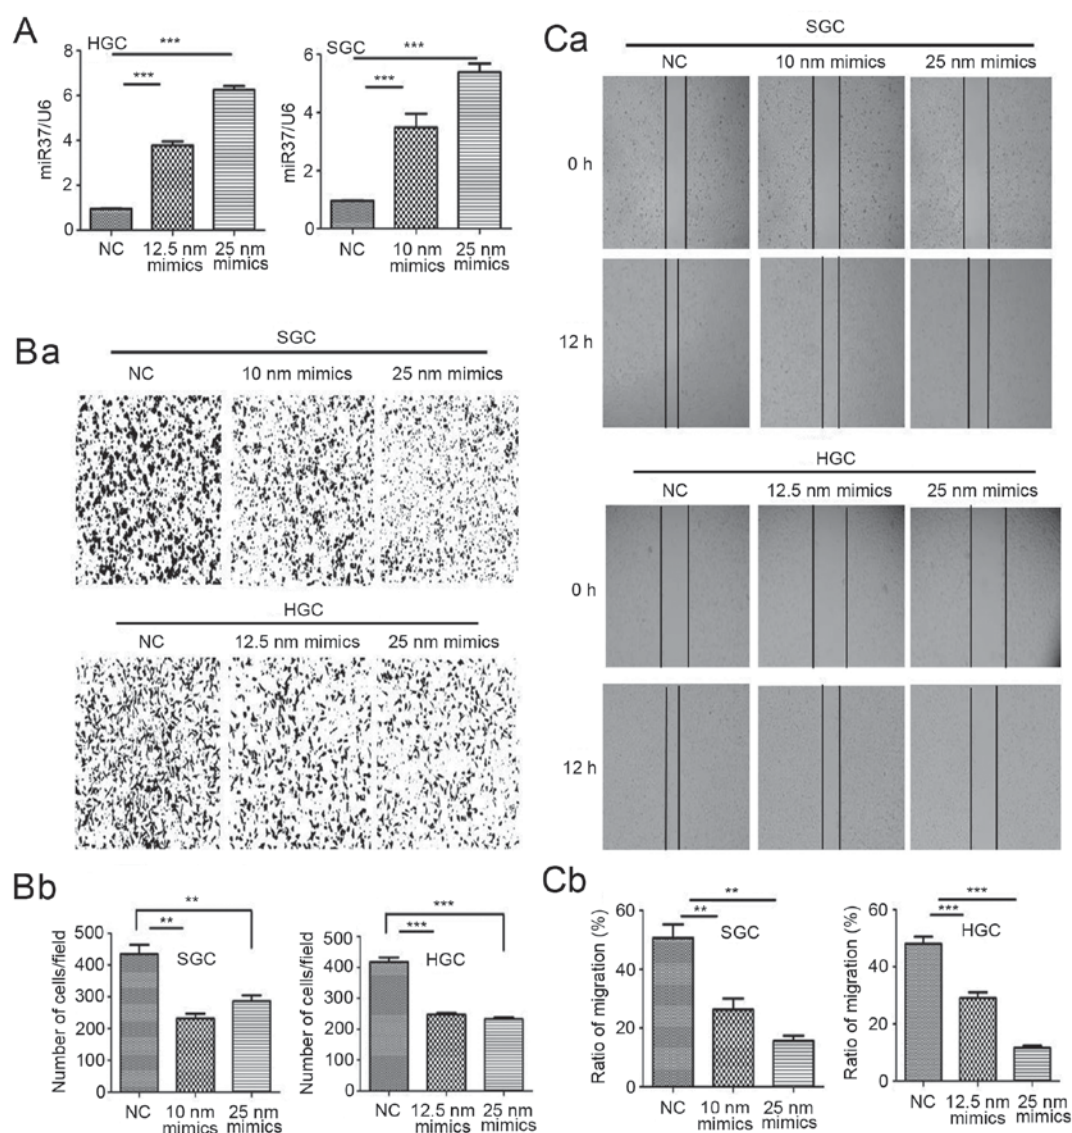 A
HGC
***
***
miR37/U6
8
6
4
2
0
NC
12.5 nm
mimics
25 nm
mimics
SGC
***
***
miR37/U6
6
4
2
0
NC
10 nm
mimics
25 nm
mimics
Ba
SGC
NC
10 nm mimics
25 nm mimics
HGC
NC
12.5 nm mimics
25 nm mimics
Bb
**
**
SGC
Number of cells/field
500
400
300
200
100
0
NC
10 nm
mimics
25 nm
mimics
***
***
HGC
Number of cells/field
500
400
300
200
100
0
NC
12.5 nm
mimics
25 nm
mimics
Ca
SGC
NC
10 nm mimics
25 nm mimics
0 h
12 h
HGC
NC
12.5 nm mimics
25 nm mimics
0 h
12 h
Cb
**
**
SGC
Ratio of migration (%)
60
40
20
0
NC
10 nm
mimics
25 nm
mimics
***
***
HGC
Ratio of migration (%)
60
40
20
0
NC
12.5 nm
mimics
25 nm
mimics